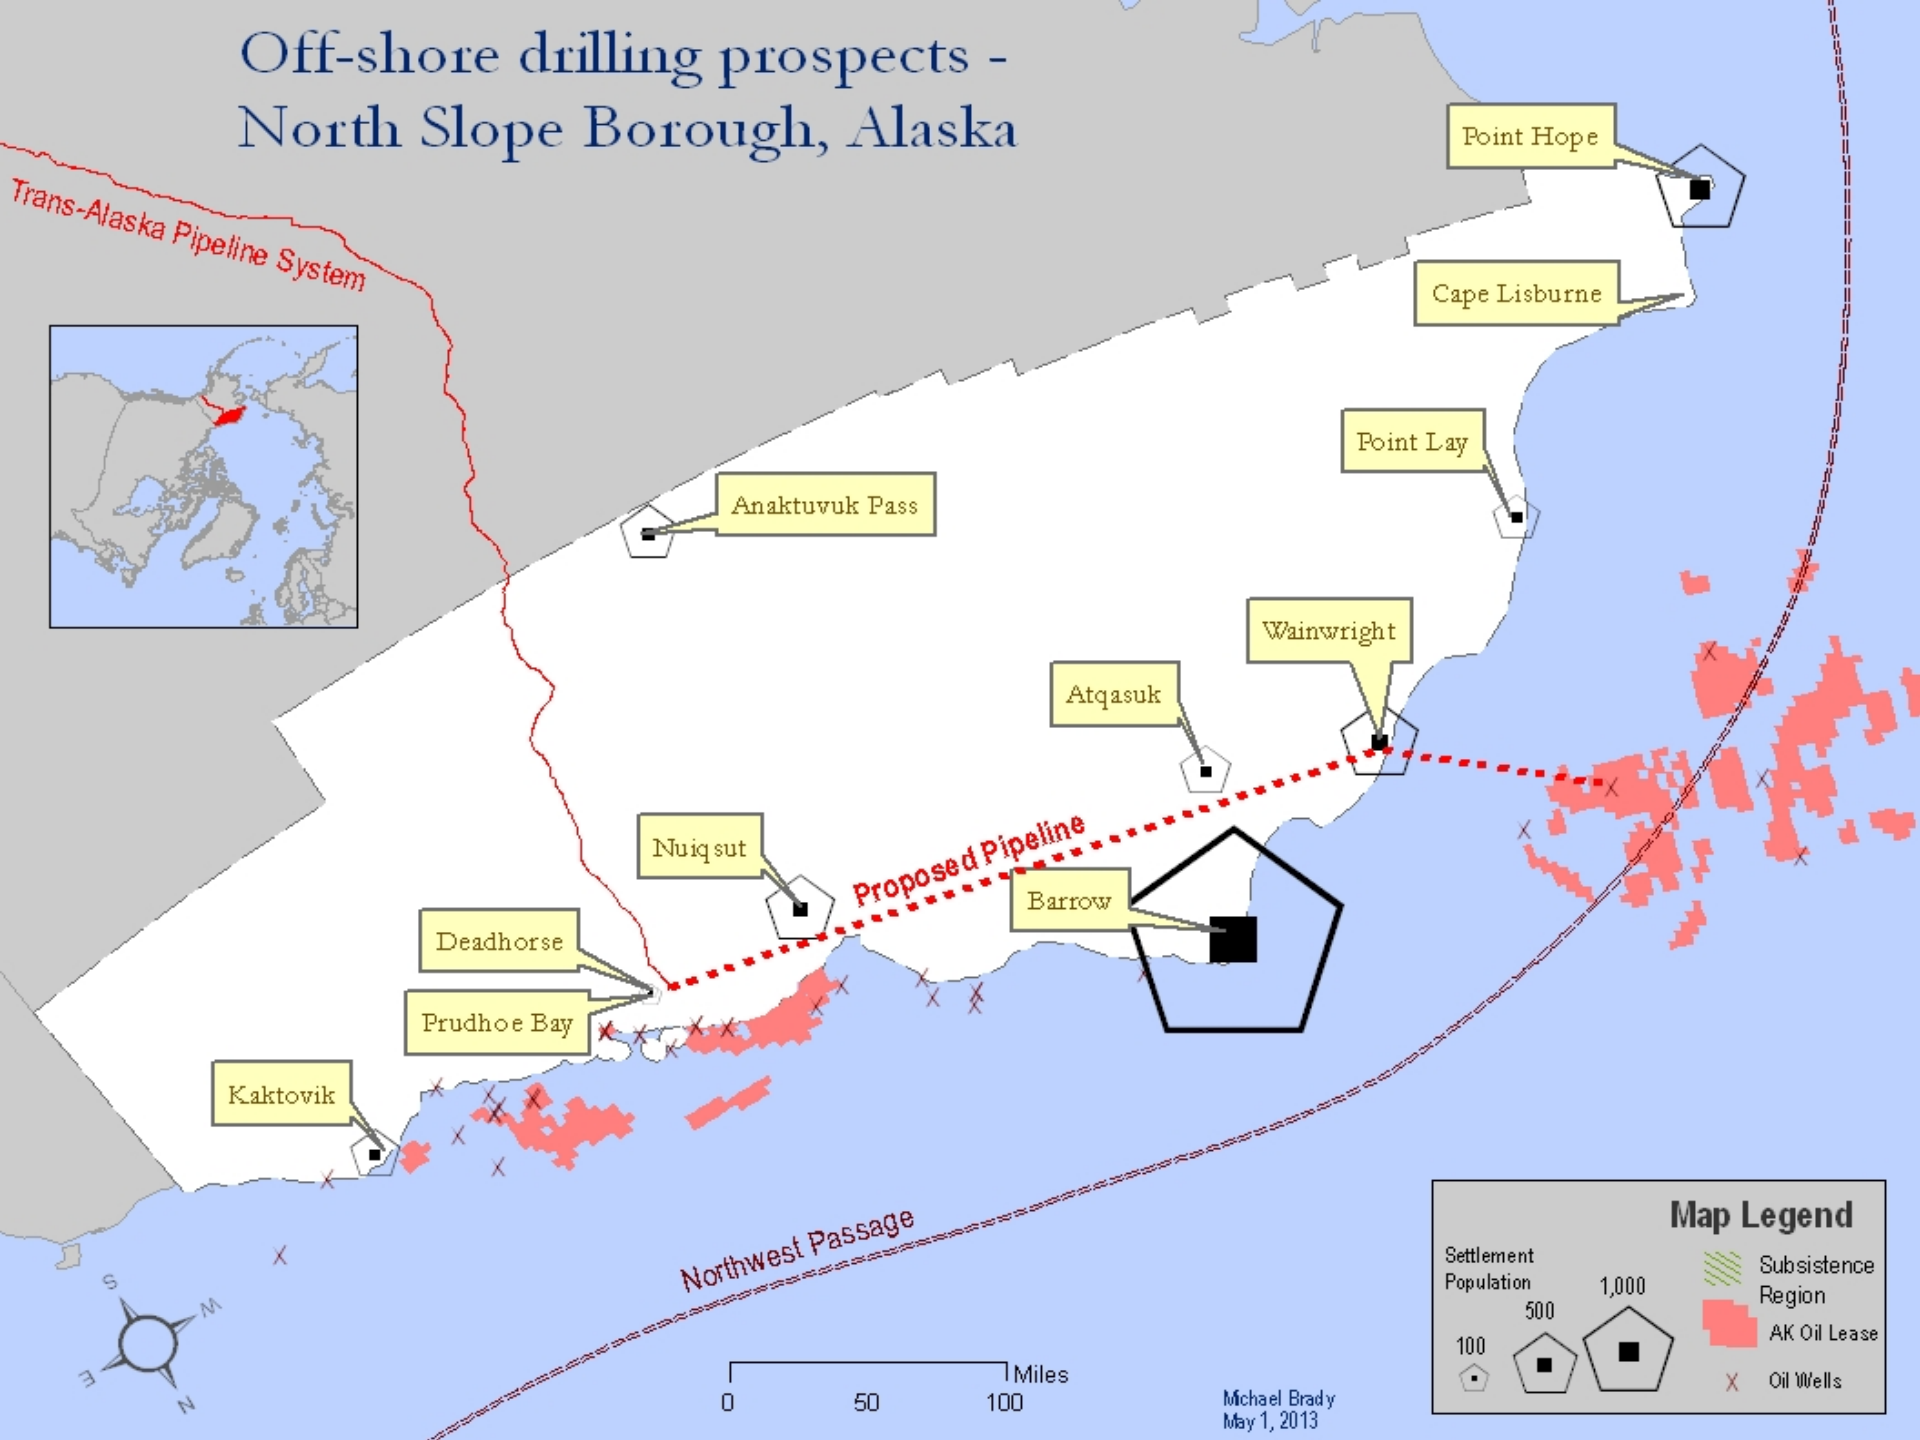 Off-shore drilling prospects -
North Slope Borough, Alaska
Point Hope
Trans-Alaska Pipeline System
Cape Lisburne
Point Lay
Anaktuvuk Pass
Wainwright
Atqasuk
Nuiqsut
Proposed Pipeline
Barrow
Deadhorse
Prudhoe Bay
Kaktovik
Northwest Passage
S
W
E
N
Miles
0
50
100
Michael Brady
May 1, 2013
Map Legend
Settlement
Population
100
500
1,000
Subsistence
Region
AK Oil Lease
Oil Wells